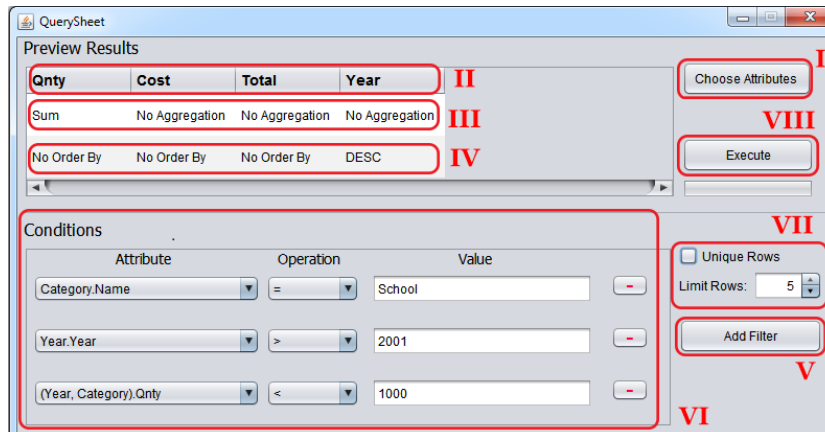 QuerySheet
Preview Results
Qnty Cost Total Year II
Sum No Aggregation No Aggregation No Aggregation III
No Order By No Order By No Order By DESC IV
I
Choose Attributes
VIII
Execute
Conditions
Attribute Operation Value
Category.Name = School -
Year.Year > 2001 -
(Year, Category).Qnty < 1000 -
VI
VII
Unique Rows
Limit Rows: 5
Add Filter
V